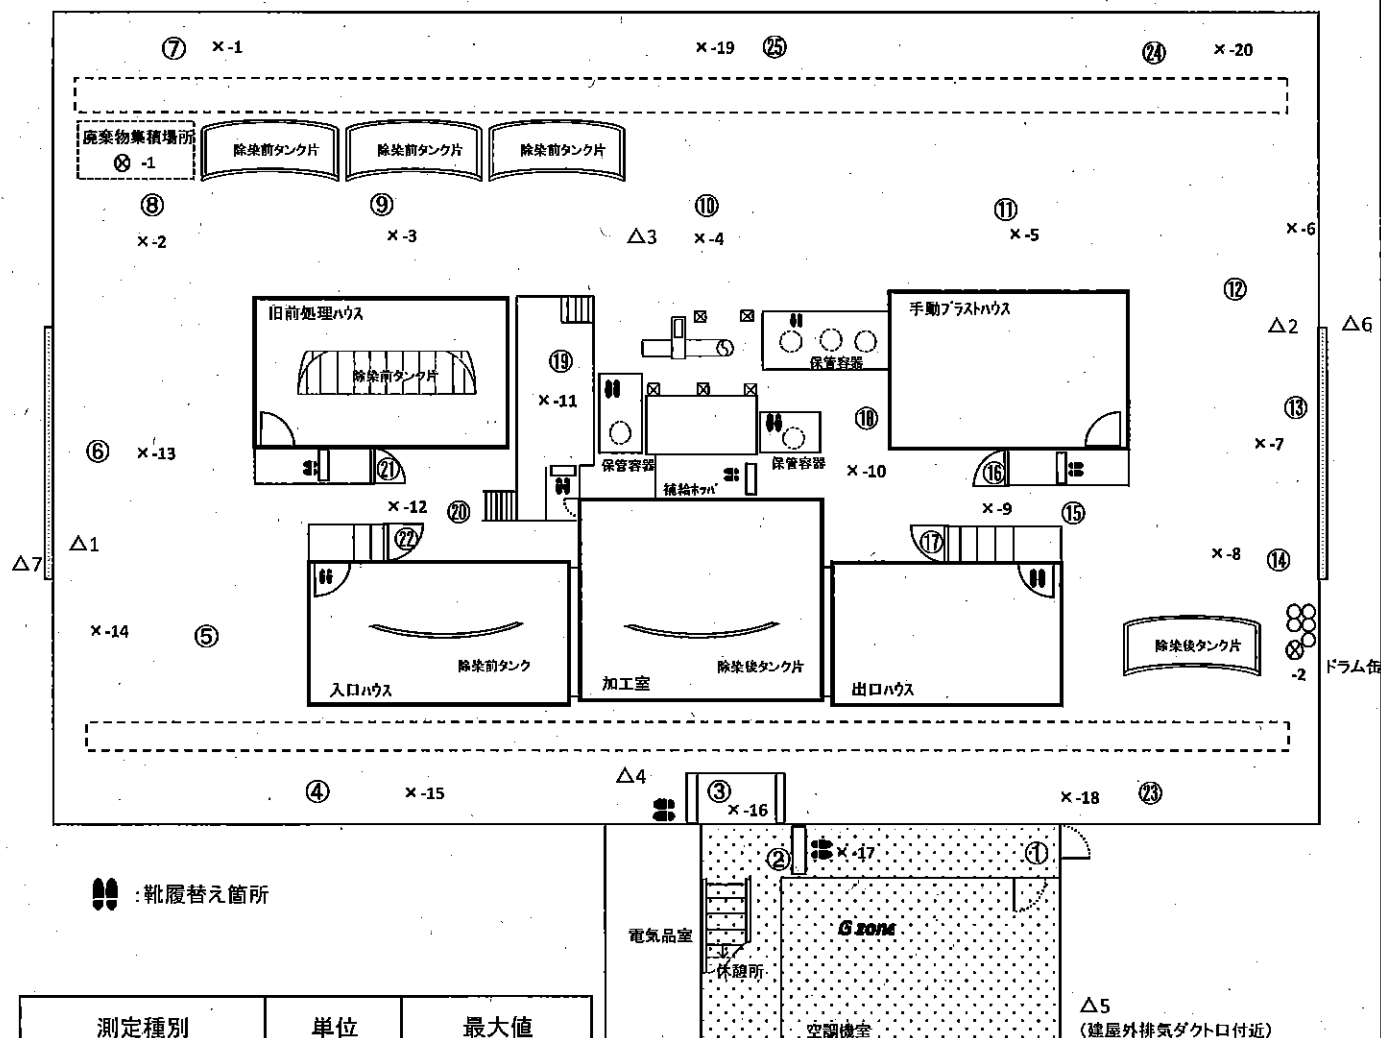 ⑦ ×-1 ×-19 ㉕ ㉔ ×-20
廃棄物集積場所
⊗ -1
除染前タンク片 除染前タンク片 除染前タンク片
⑧ ⑨ ⑩ ⑪
×-2 ×-3 △3 ×-4 ×-5 ×-6
⑫
旧前処理ハウス
手動ブラストハウス
△2 △6
除染前タンク片
⑲
保管容器
×-11
⑱
⑬
×-7
⑥ ×-13
㉑
保管容器
保管容器
×-10
⑯
補給ホッパ
×-12 ⑳
×-9 ⑮
△1
㉒
⑰
×-8 ⑭
△7
×-14 ⑤
除染後タンク片
除染前タンク
除染後タンク片
⊗
-2
ドラム缶
入口ハウス
加工室
出口ハウス
④ ×-15
△4
③ ×-16
×-18 ㉓
② ×-17 ①
:靴履替え箇所
電気品室
G zone
休憩所
測定種別 単位 最大値
空調機室
△5
(建屋外排気ダクト口付近)